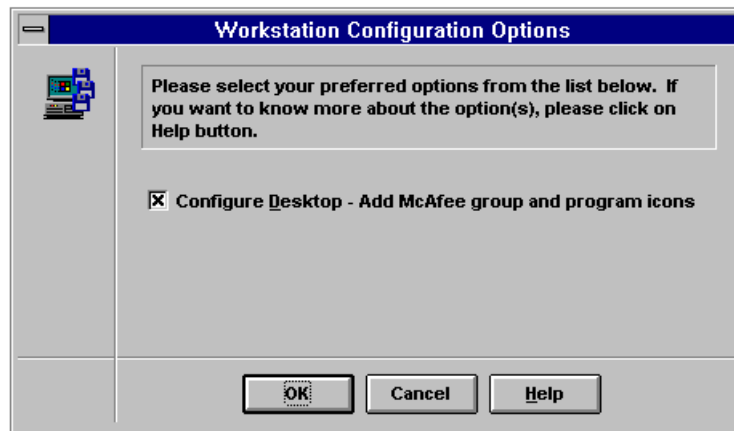 Workstation Configuration Options
Please select your preferred options from the list below. If
you want to know more about the option(s), please click on
Help button.
Configure Desktop - Add McAfee group and program icons
OK Cancel Help